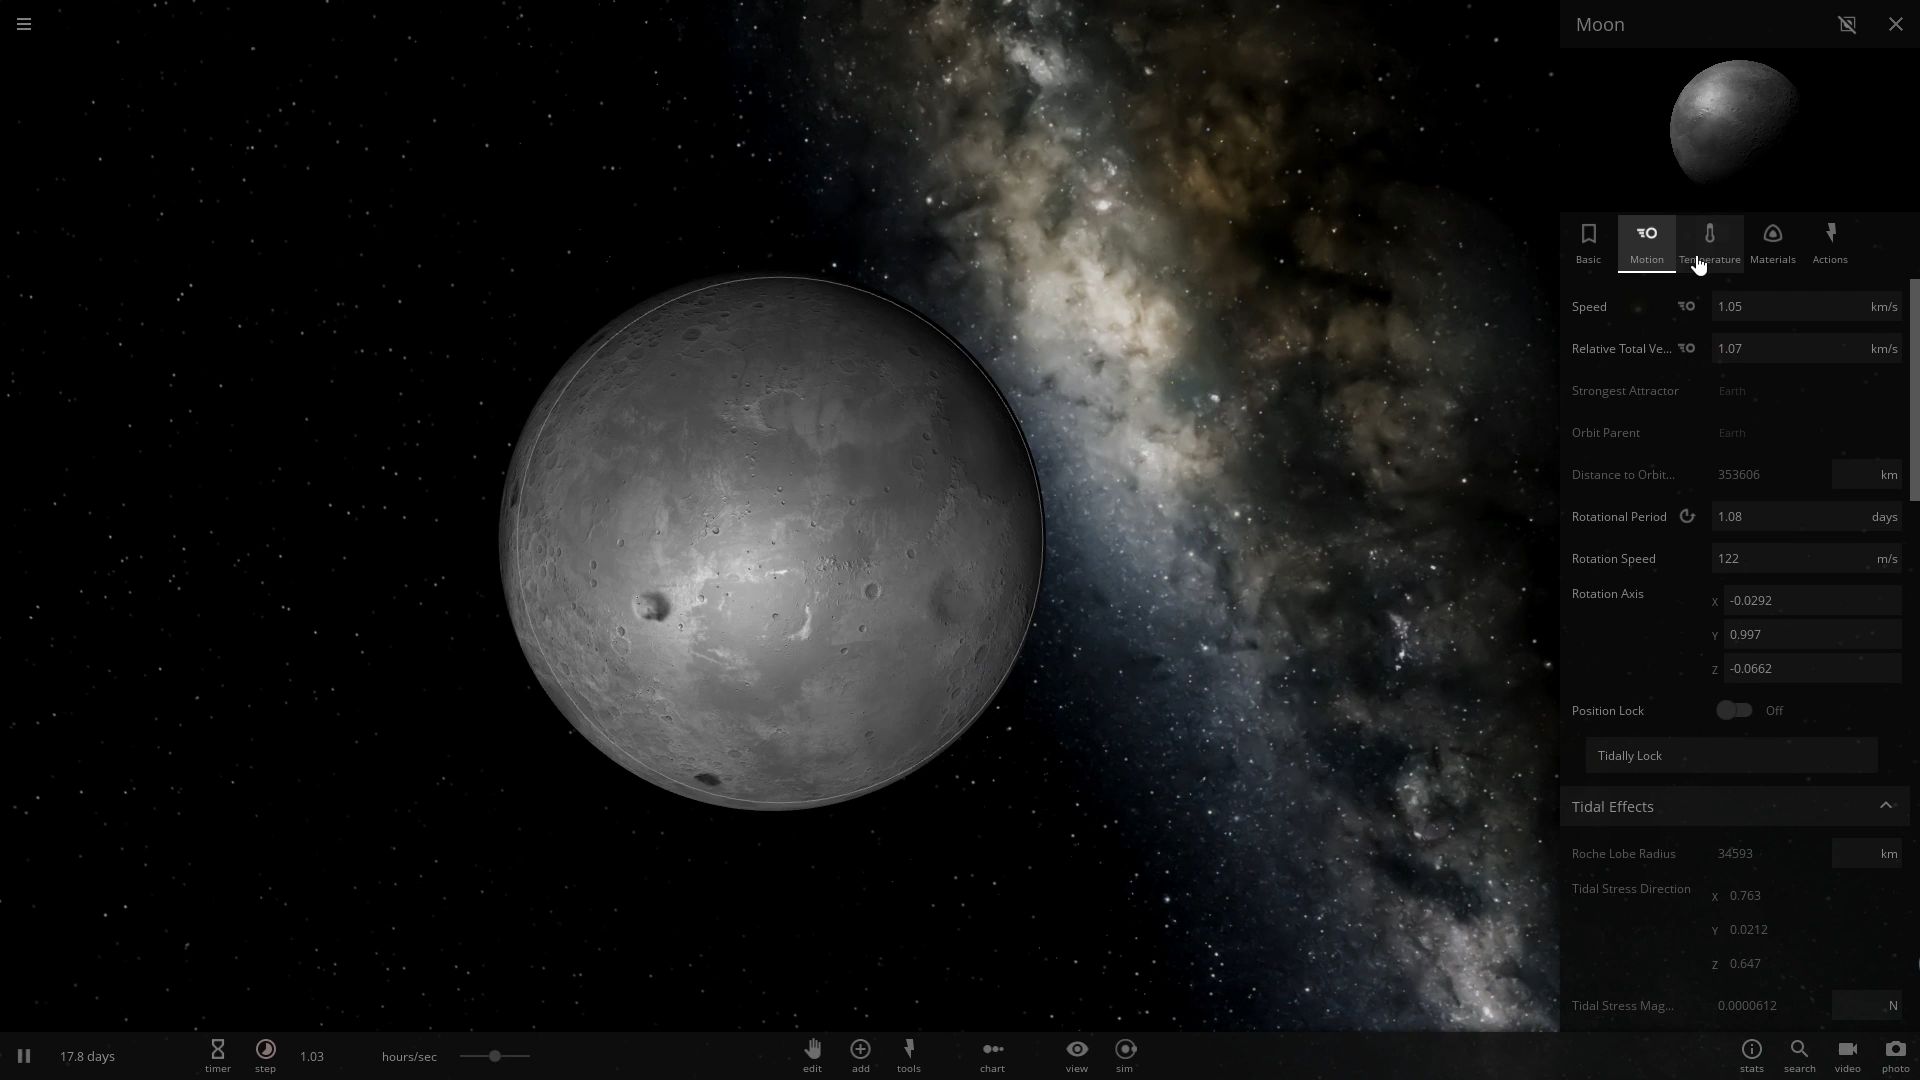 Moon
Basic
Motion
Temperature
Materials
Actions
Speed 1.05 km/s
Relative Total Ve... 1.07 km/s
Strongest Attractor Earth
Orbit Parent Earth
Distance to Orbit... 353606 km
Rotational Period 1.08 days
Rotation Speed 122 m/s
Rotation Axis X -0.0292
Y 0.997
Z -0.0662
Position Lock Off
Tidally Lock
Tidal Effects
Roche Lobe Radius 34593 km
Tidal Stress Direction X 0.763
Y 0.0212
Z 0.647
Tidal Stress Mag... 0.0000612 N
17.8 days
timer
step
1.03 hours/sec
edit
add
tools
chart
view
sim
stats
search
video
photo